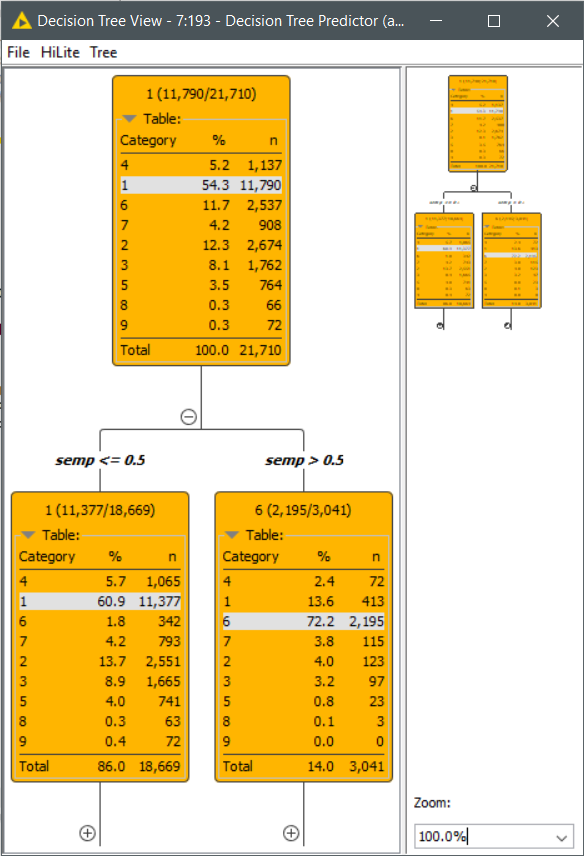 Decision Tree View - 7:193 - Decision Tree Predictor (a...
File HiLite Tree
1 (11,790/21,710)
Table:
Category % n
4 5.2 1,137
1 54.3 11,790
6 11.7 2,537
7 4.2 908
2 12.3 2,674
3 8.1 1,762
5 3.5 764
8 0.3 66
9 0.3 72
Total 100.0 21,710
semp <= 0.5
semp > 0.5
1 (11,377/18,669)
Table:
Category % n
4 5.7 1,065
1 60.9 11,377
6 1.8 342
7 4.2 793
2 13.7 2,551
3 8.9 1,665
5 4.0 741
8 0.3 63
9 0.4 72
Total 86.0 18,669
6 (2,195/3,041)
Table:
Category % n
4 2.4 72
1 13.6 413
6 72.2 2,195
7 3.8 115
2 4.0 123
3 3.2 97
5 0.8 23
8 0.1 3
9 0.0 0
Total 14.0 3,041
Zoom:
100.0%